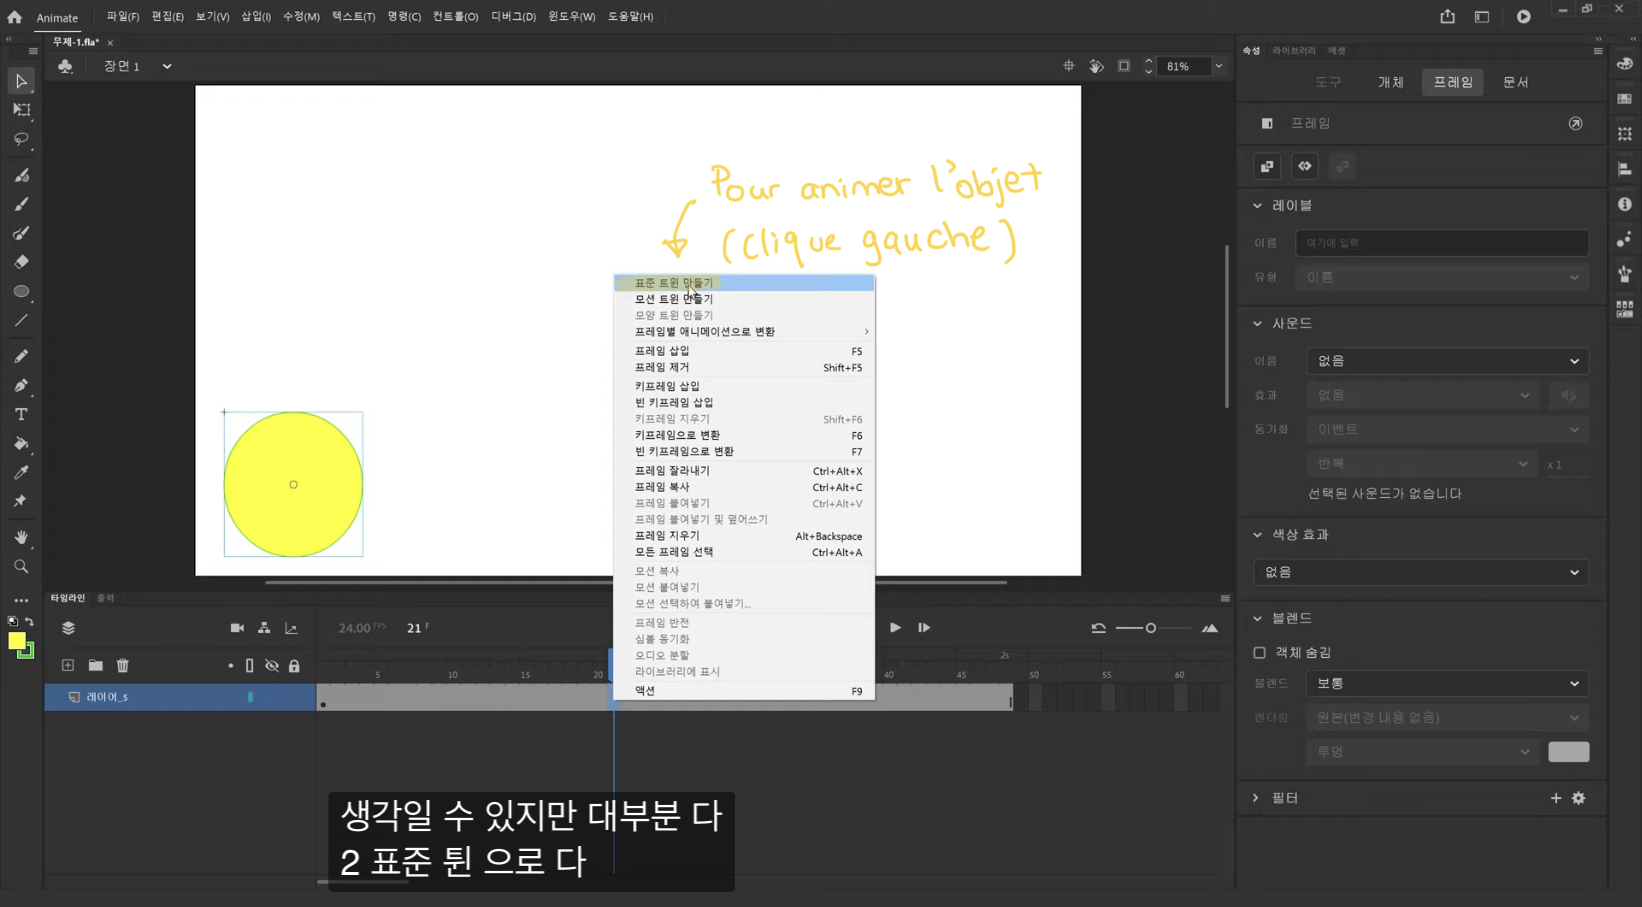 Animate
파일(F) 편집(E) 보기(V) 삽입(I) 수정(M) 텍스트(T) 명령(C) 컨트롤(O) 디버그(D) 윈도우(W) 도움말(H)
무제-1.fla* ×
장면 1
81%
Pour animer l'objet
(clique gauche)
표준 트윈 만들기
모션 트윈 만들기
모양 트윈 만들기
프레임별 애니메이션으로 변환
프레임 삽입 F5
프레임 제거 Shift+F5
키프레임 삽입
빈 키프레임 삽입
키프레임 지우기 Shift+F6
키프레임으로 변환 F6
빈 키프레임으로 변환 F7
프레임 잘라내기 Ctrl+Alt+X
프레임 복사 Ctrl+Alt+C
프레임 붙여넣기 Ctrl+Alt+V
프레임 붙여넣기 및 덮어쓰기
프레임 지우기 Alt+Backspace
모든 프레임 선택 Ctrl+Alt+A
모션 복사
모션 붙여넣기
모션 선택하여 붙여넣기...
프레임 반전
심볼 동기화
오디오 분할
라이브러리에 표시
액션 F9
타임라인 출력
24.00 FPS 21 F
2s
5 10 15 20 45 50 55 60
레이어_5
생각일 수 있지만 대부분 다
2 표준 튄 으로 다
속성 라이브러리 에셋
도구 개체 프레임 문서
프레임
레이블
이름 여기에 입력
유형 이름
사운드
이름 없음
효과 없음
동기화 이벤트
반복 x 1
선택된 사운드가 없습니다
색상 효과
없음
블렌드
객체 숨김
블렌드 보통
렌더링 원본(변경 내용 없음)
투명
필터